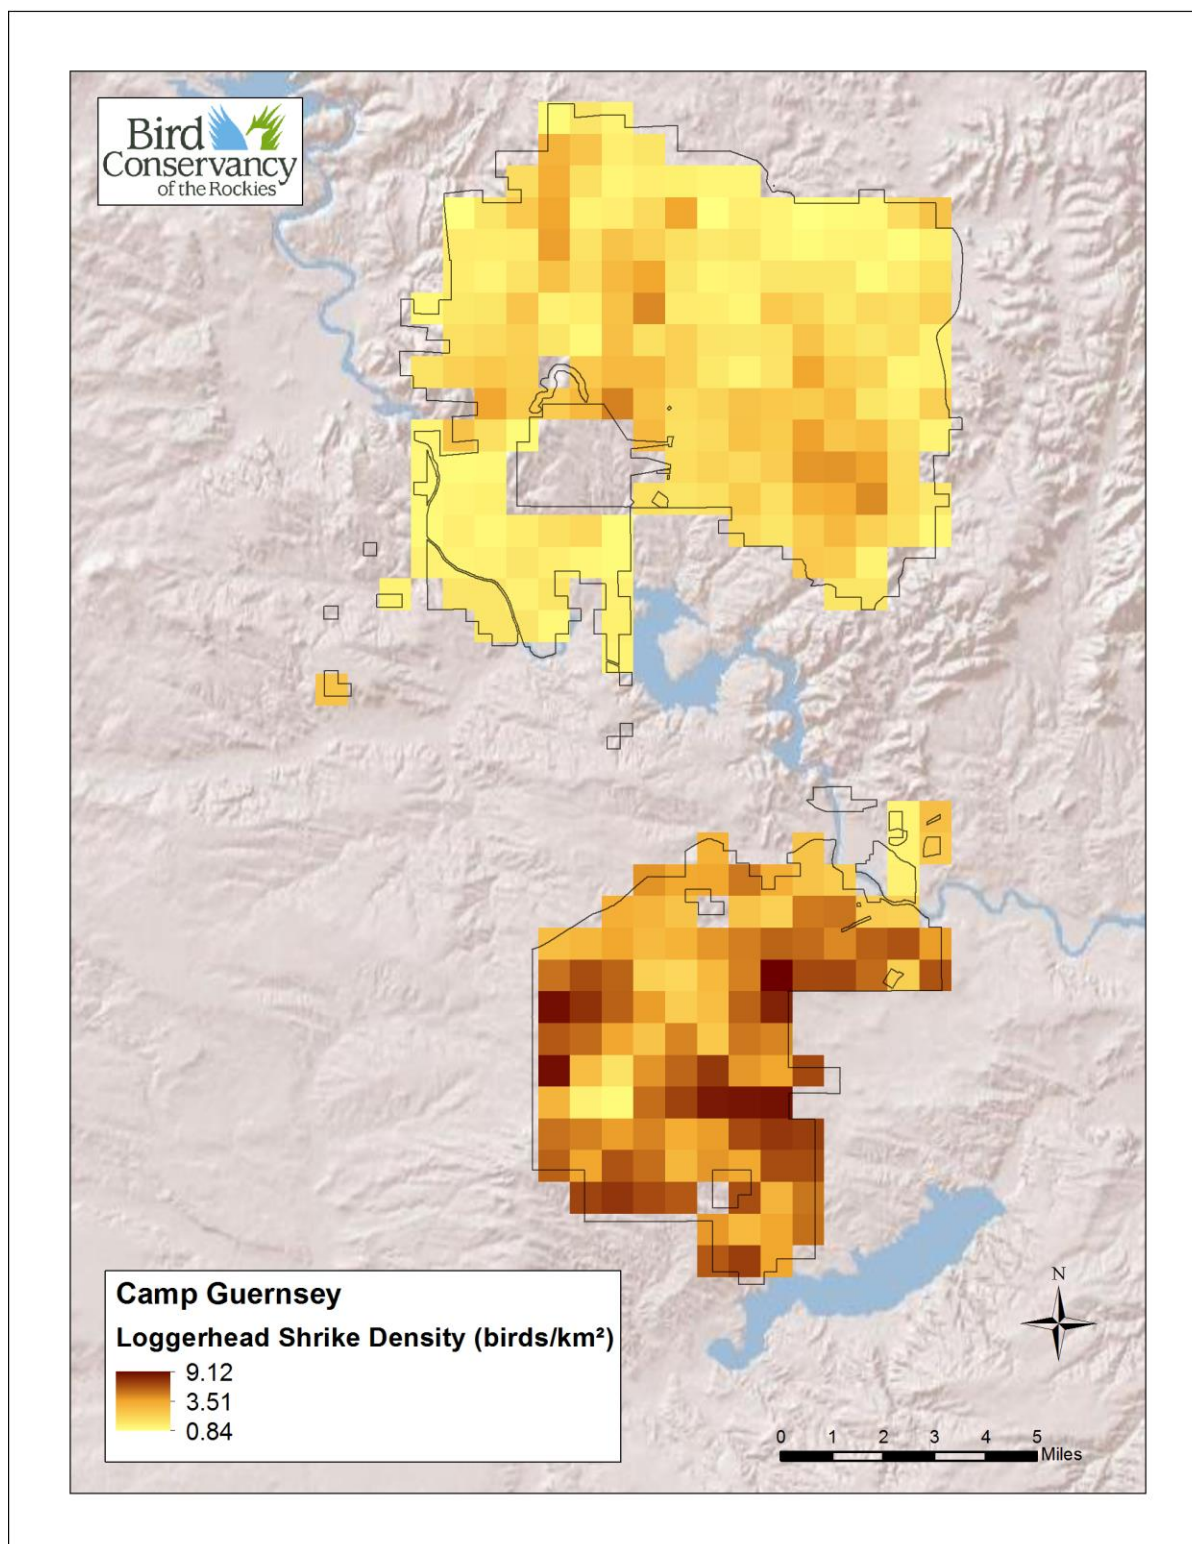 Bird
Conservancy
of the Rockies
Camp Guernsey
Loggerhead Shrike Density (birds/km²)
9.12
3.51
0.84
N
0 1 2 3 4 5
Miles